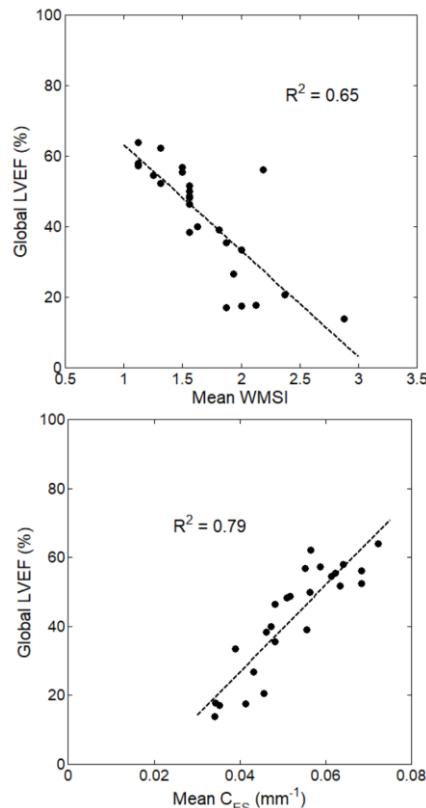 100
80
60
40
20
0
Global LVEF (%)
R² = 0.65
0.5 1 1.5 2 2.5 3 3.5
Mean WMSI
100
80
60
40
20
0
Global LVEF (%)
R² = 0.79
0 0.02 0.04 0.06 0.08
Mean C_ES (mm⁻¹)